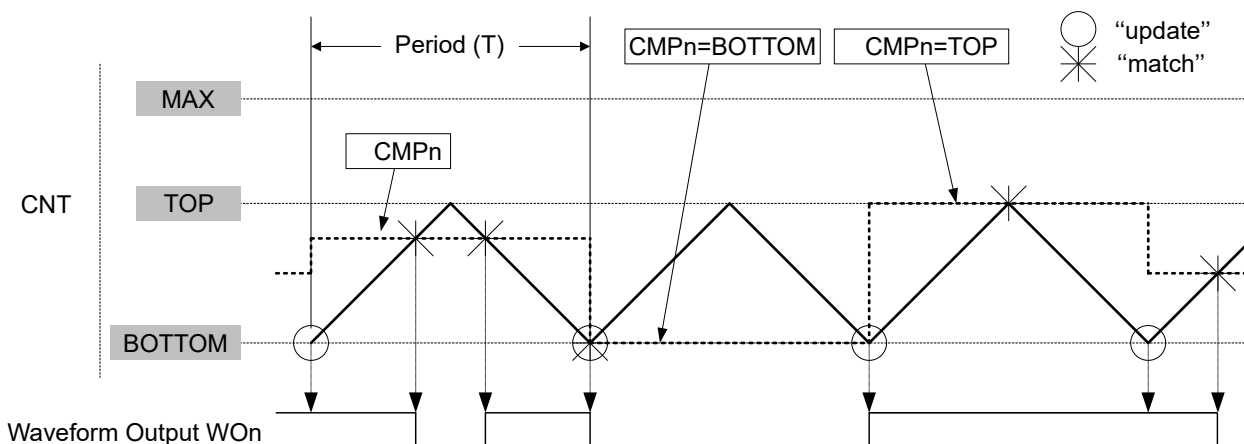 Period (T)
CMPn=BOTTOM
CMPn=TOP
“update”
“match”
MAX
CMPn
CNT
TOP
BOTTOM
Waveform Output WOn